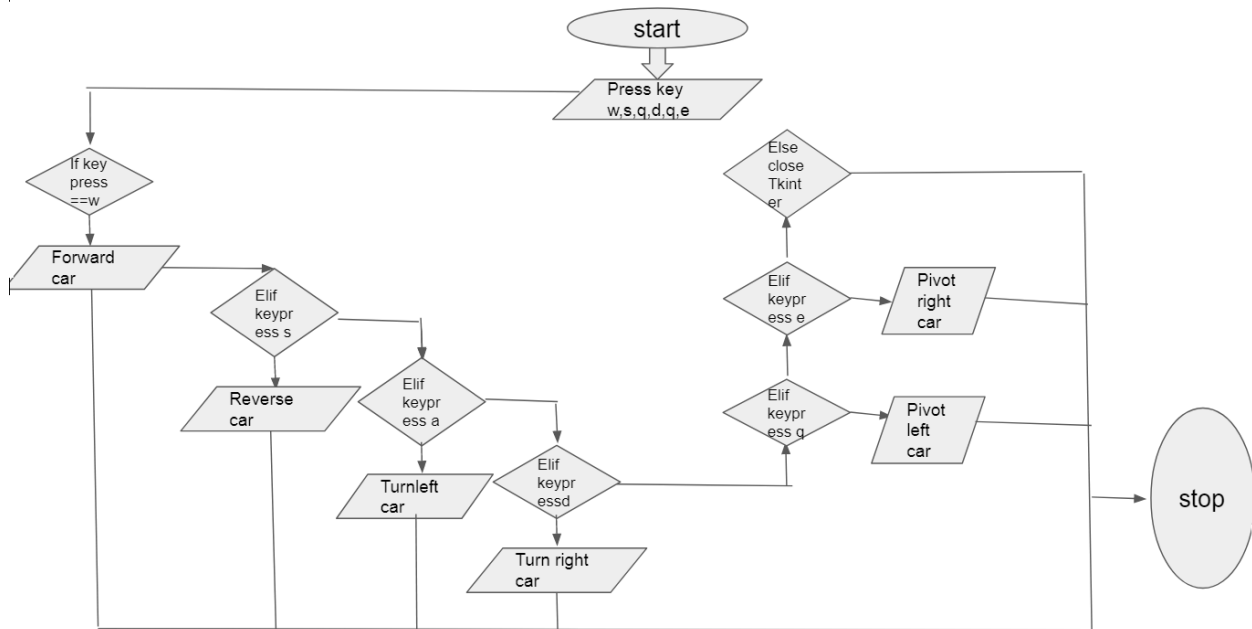 start
Press key
w,s,q,d,q,e
If key
press
==w
Forward
car
Elif
keypr
ess s
Reverse
car
Elif
keypr
ess a
Turnleft
car
Elif
keypr
essd
Turn right
car
Elif
keypr
ess q
Pivot
left
car
Elif
keypr
ess e
Pivot
right
car
Else
close
Tkint
er
stop